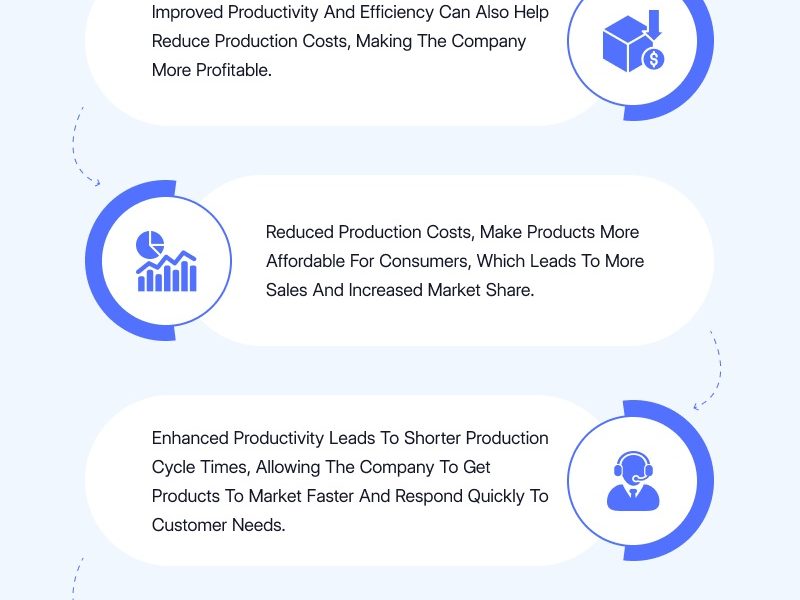 Improved Productivity And Efficiency Can Also Help
Reduce Production Costs, Making The Company
More Profitable.
$
Reduced Production Costs, Make Products More
Affordable For Consumers, Which Leads To More
Sales And Increased Market Share.
Enhanced Productivity Leads To Shorter Production
Cycle Times, Allowing The Company To Get
Products To Market Faster And Respond Quickly To
Customer Needs.